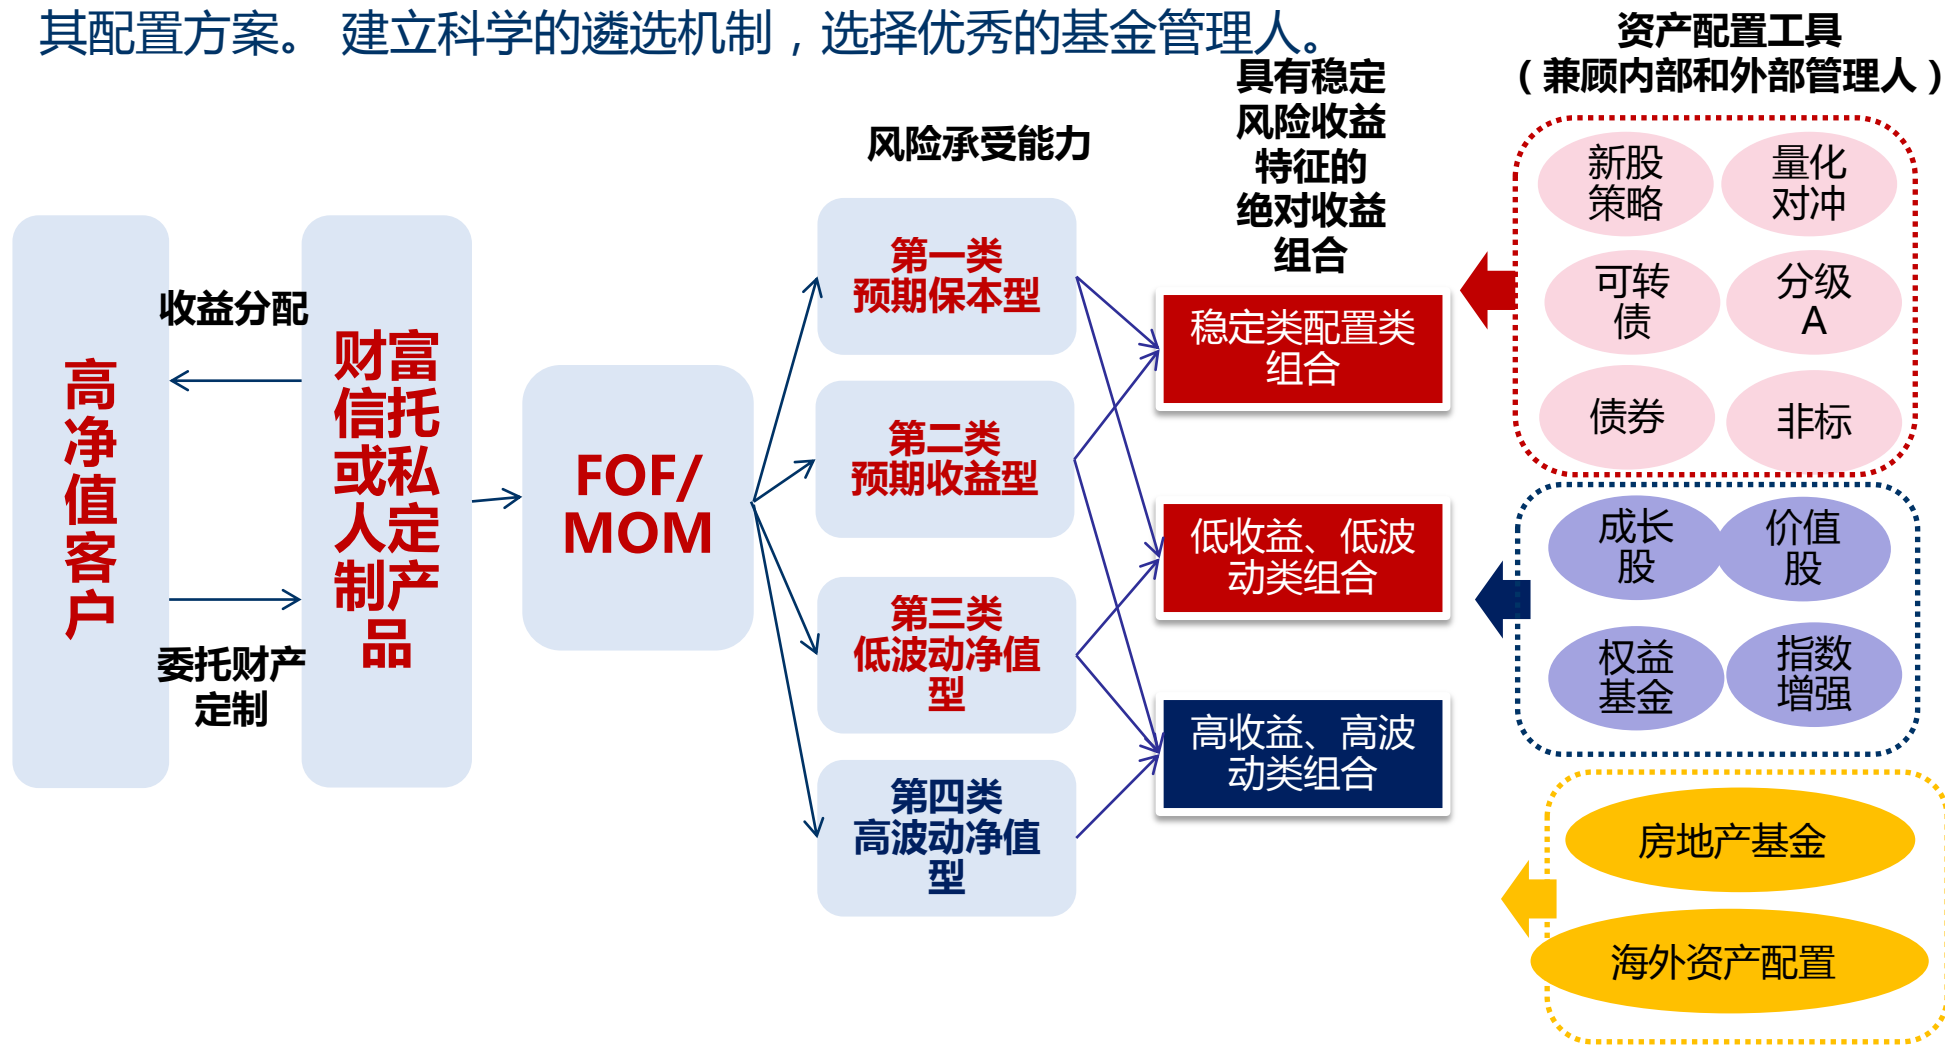 其配置方案。 建立科学的遴选机制，选择优秀的基金管理人。
资产配置工具
（兼顾内部和外部管理人）
具有稳定
风险收益
特征的
绝对收益
组合
风险承受能力
高
净
值
客
户
收益分配
委托财产
定制
财富
信托
或私
人定
制产
品
FOF/
MOM
第一类
预期保本型
第二类
预期收益型
第三类
低波动净值
型
第四类
高波动净值
型
稳定类配置类
组合
低收益、低波
动类组合
高收益、高波
动类组合
新股
策略
量化
对冲
可转
债
分级
A
债券
非标
成长
股
价值
股
权益
基金
指数
增强
房地产基金
海外资产配置